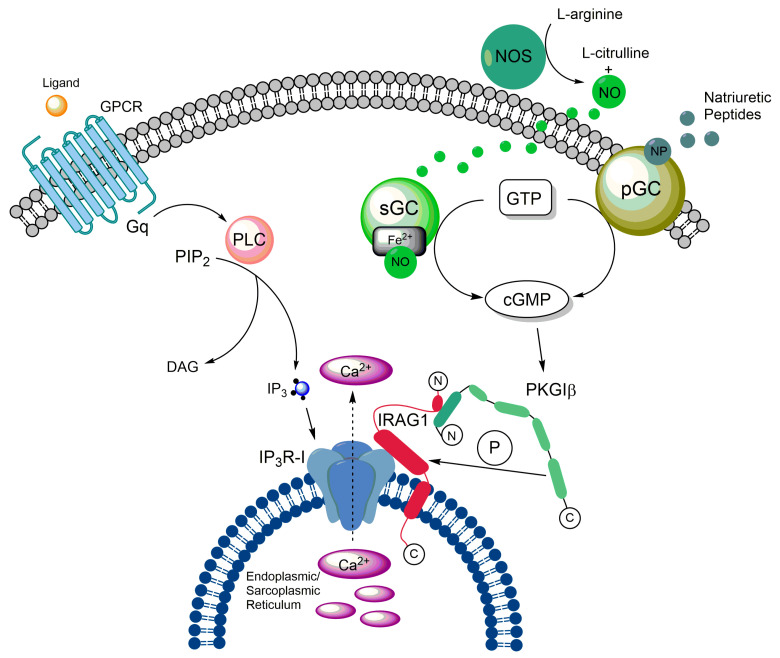 L-arginine
NOS
L-citrulline
+
NO
Ligand
GPCR
Natriuretic
Peptides
NP
pGC
sGC
GTP
Fe²⁺
NO
Gq
PLC
PIP₂
cGMP
DAG
IP₃
Ca²⁺
PKGIβ
N
IRAG1
N
P
IP₃R-I
C
C
Ca²⁺
Endoplasmic/
Sarcoplasmic
Reticulum